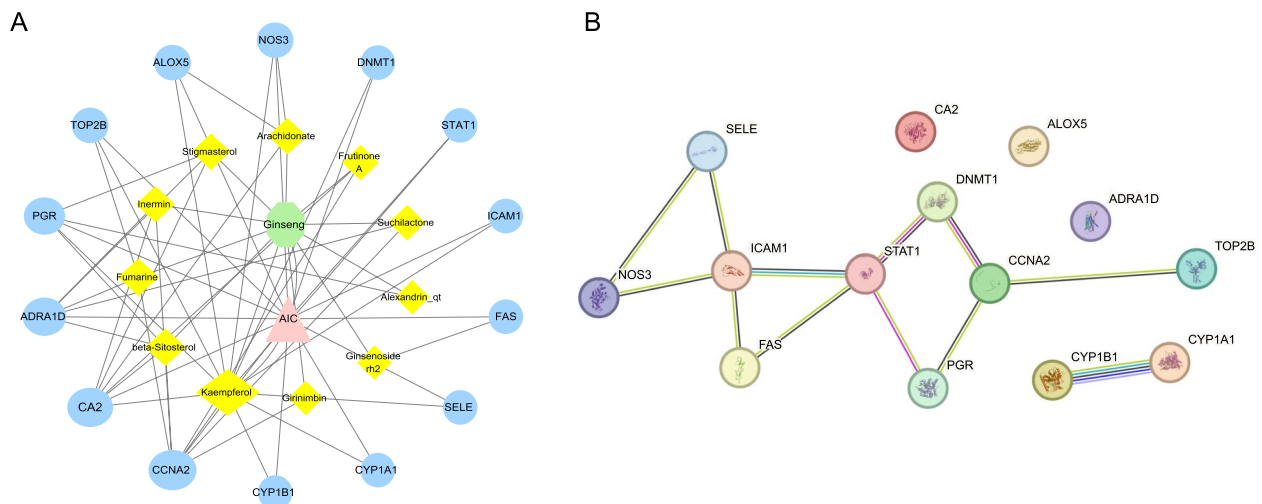 A
NOS3
ALOX5
DNMT1
TOP2B
STAT1
Arachidonate
Stigmasterol
Frutinone
A
Inermin
PGR
Ginseng
Suchilactone
ICAM1
Fumarine
Alexandrin_qt
ADRA1D
AIC
FAS
beta-Sitosterol
Ginsenoside
rh2
Kaempferol
Girinimbin
CA2
SELE
CCNA2
CYP1A1
CYP1B1
B
CA2
SELE
ALOX5
DNMT1
ADRA1D
ICAM1
STAT1
TOP2B
CCNA2
NOS3
FAS
PGR
CYP1B1
CYP1A1